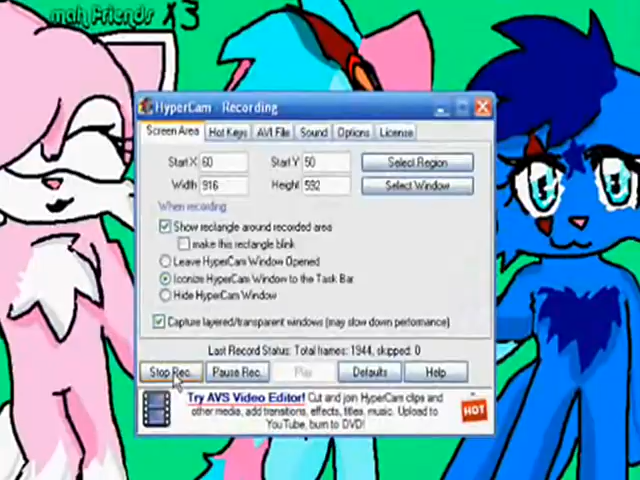 mah Friends X3
HyperCam - Recording
Screen Area Hot Keys AVI File Sound Options License
Start X 60 Start Y 50 Select Region
Width 916 Height 592 Select Window
When recording:
Show rectangle around recorded area
make this rectangle blink
Leave HyperCam Window Opened
Iconize HyperCam Window to the Task Bar
Hide HyperCam Window
Capture layered/transparent windows (may slow down performance)
Last Record Status: Total frames: 1944, skipped: 0
Stop Rec. Pause Rec. Play Defaults Help
Try AVS Video Editor! Cut and join HyperCam clips and
other media, add transitions, effects, titles, music. Upload to
YouTube, burn to DVD!
HOT